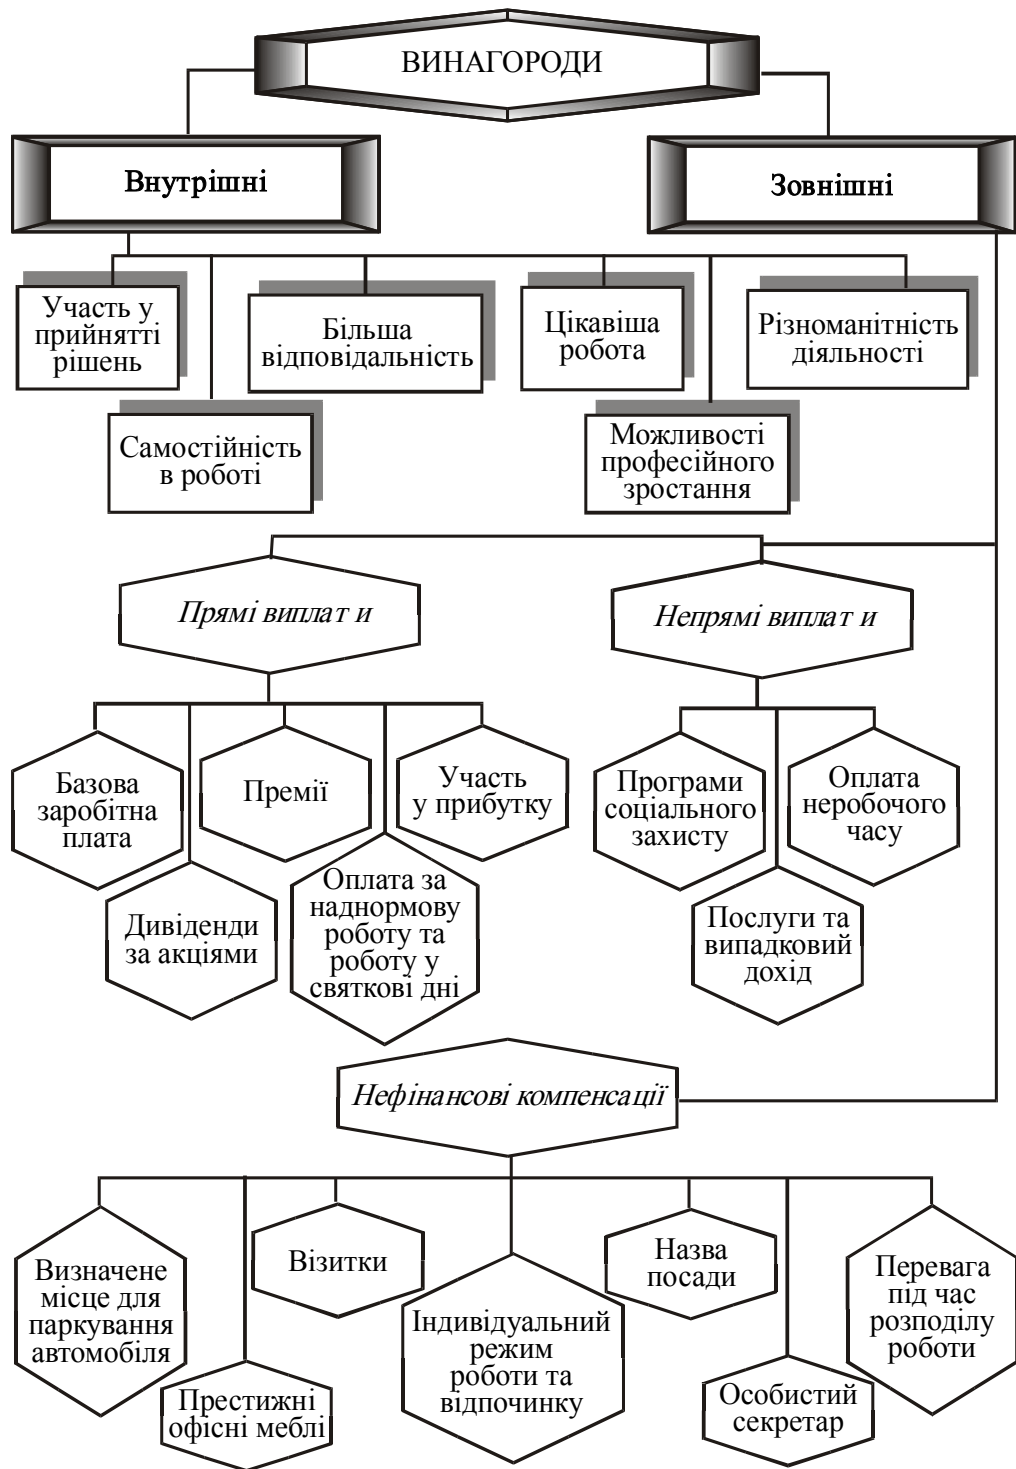 ВИНАГОРОДИ
Внутрішні
Зовнішні
Участь у
прийнятті
рішень
Більша
відповідальність
Цікавіша
робота
Різноманітність
діяльності
Самостійність
в роботі
Можливості
професійного
зростання
Прямі виплат и
Непрямі виплат и
Базова
заробітна
плата
Премії
Участь
у прибутку
Програми
соціального
захисту
Оплата
неробочого
часу
Дивіденди
за акціями
Оплата за
наднормову
роботу та
роботу у
святкові дні
Послуги та
випадковий
дохід
Нефінансові компенсації
Визначене
місце для
паркування
автомобіля
Візитки
Індивідуальний
режим
роботи та
відпочинку
Назва
посади
Перевага
під час
розподілу
роботи
Престижні
офісні меблі
Особистий
секретар